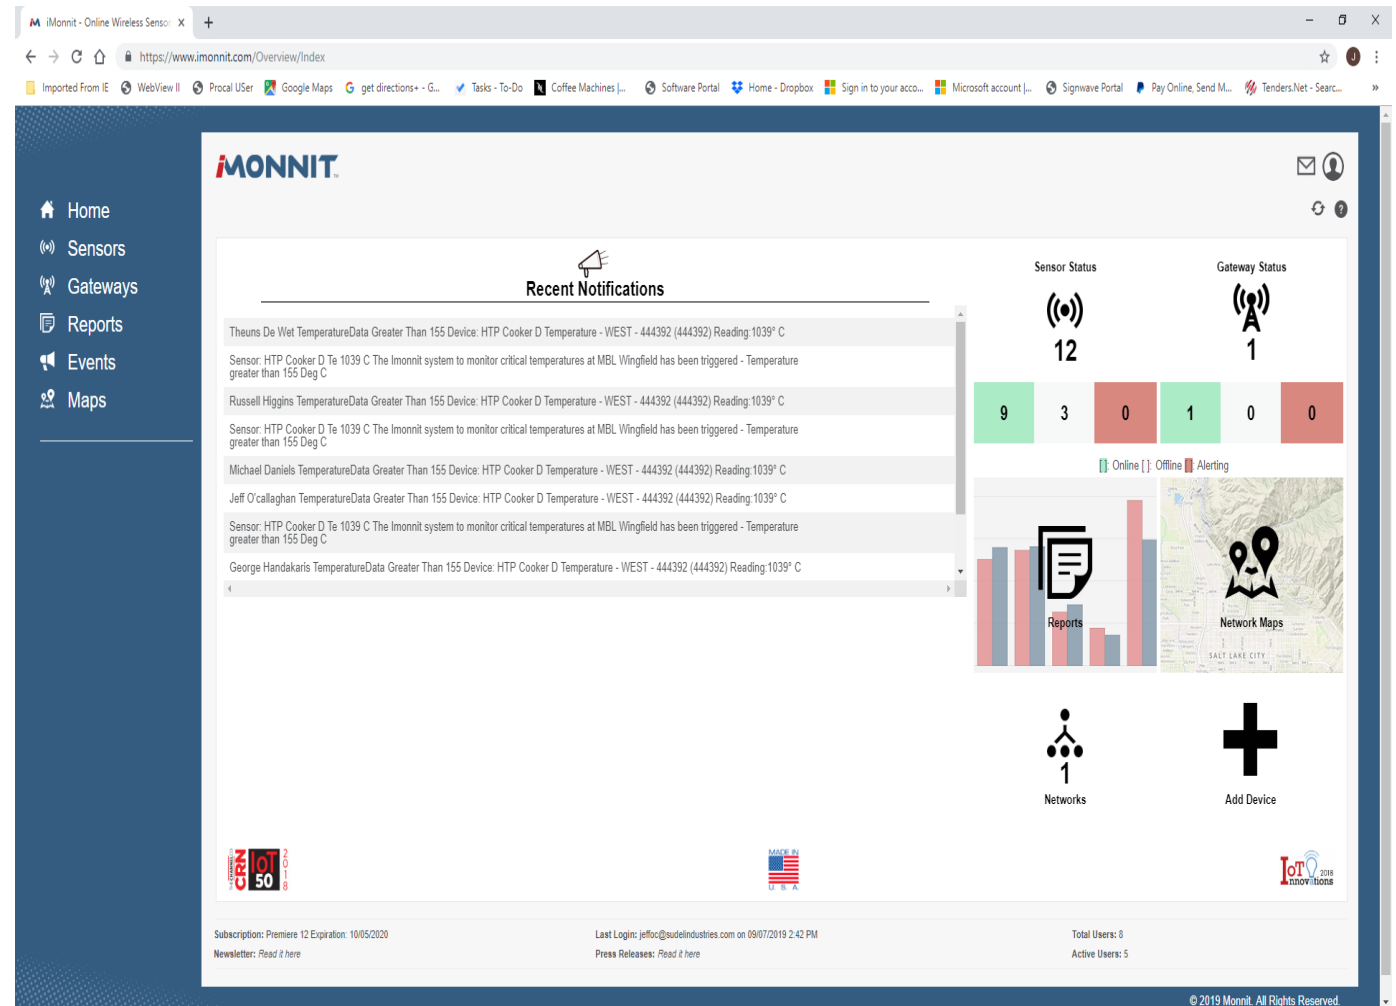 iMonnit - Online Wireless Sensor
https://www.imonnit.com/Overview/Index
Imported From IE WebView II Procal USer Google Maps get directions+ - G... Tasks - To-Do Coffee Machines |... Software Portal Home - Dropbox Sign in to your acco... Microsoft account |... Signwave Portal Pay Online, Send M... Tenders.Net - Searc...
iMONNIT
Home
Sensors
Gateways
Reports
Events
Maps
Recent Notifications
Theuns De Wet TemperatureData Greater Than 155 Device: HTP Cooker D Temperature - WEST - 444392 (444392) Reading:1039° C
Sensor: HTP Cooker D Te 1039 C The Imonnit system to monitor critical temperatures at MBL Wingfield has been triggered - Temperature
greater than 155 Deg C
Russell Higgins TemperatureData Greater Than 155 Device: HTP Cooker D Temperature - WEST - 444392 (444392) Reading:1039° C
Sensor: HTP Cooker D Te 1039 C The Imonnit system to monitor critical temperatures at MBL Wingfield has been triggered - Temperature
greater than 155 Deg C
Michael Daniels TemperatureData Greater Than 155 Device: HTP Cooker D Temperature - WEST - 444392 (444392) Reading:1039° C
Jeff O'callaghan TemperatureData Greater Than 155 Device: HTP Cooker D Temperature - WEST - 444392 (444392) Reading:1039° C
Sensor: HTP Cooker D Te 1039 C The Imonnit system to monitor critical temperatures at MBL Wingfield has been triggered - Temperature
greater than 155 Deg C
George Handakaris TemperatureData Greater Than 155 Device: HTP Cooker D Temperature - WEST - 444392 (444392) Reading:1039° C
Sensor Status Gateway Status
12 1
9 3 0 1 0 0
[ ]: Online [ ]: Offline [ ]: Alerting
Reports Network Maps
SALT LAKE CITY
1
Networks Add Device
THE CHANNEL CO CRN IoT 50 2018
MADE IN
U. S. A.
IoT Innovations 2018
Subscription: Premiere 12 Expiration: 10/05/2020 Last Login: jeffoc@sudelindustries.com on 09/07/2019 2:42 PM Total Users: 8
Newsletter: Read it here Press Releases: Read it here Active Users: 5
© 2019 Monnit. All Rights Reserved.